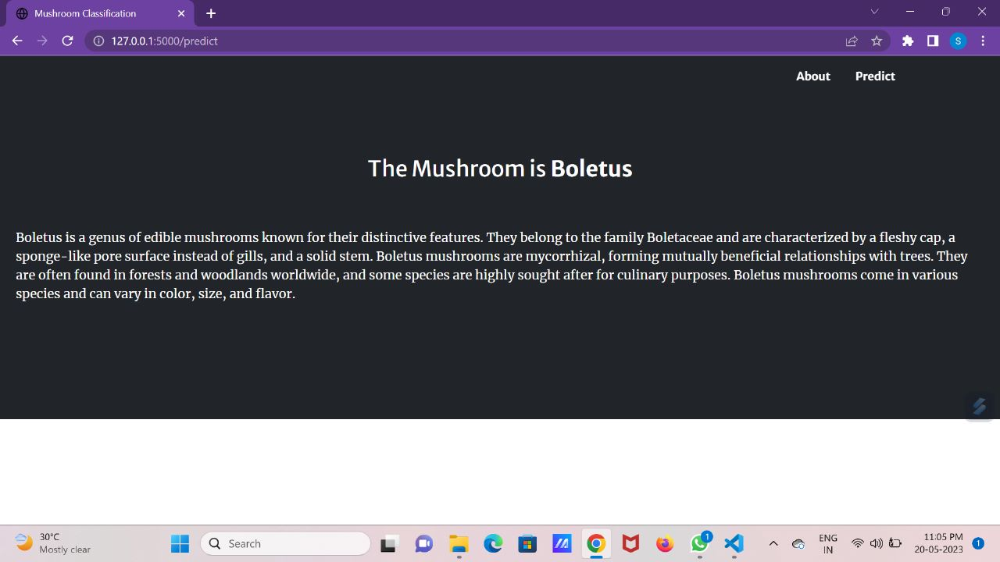 Mushroom Classification
127.0.0.1:5000/predict
S
About Predict
The Mushroom is Boletus
Boletus is a genus of edible mushrooms known for their distinctive features. They belong to the family Boletaceae and are characterized by a fleshy cap, a
sponge-like pore surface instead of gills, and a solid stem. Boletus mushrooms are mycorrhizal, forming mutually beneficial relationships with trees. They
are often found in forests and woodlands worldwide, and some species are highly sought after for culinary purposes. Boletus mushrooms come in various
species and can vary in color, size, and flavor.
30°C
Mostly clear
Search
1
ENG
IN
11:05 PM
20-05-2023
1